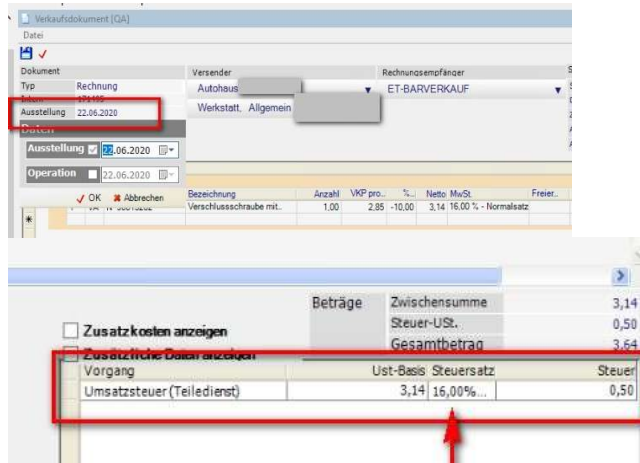 Verkaufsdokument [QA]
Datei
Dokument
Versender
Rechnungsempfänger
Typ Rechnung
Autohaus
ET-BARVERKAUF
Intern 171495
Werkstatt, Allgemein
Ausstellung 22.06.2020
Daten
Ausstellung 22.06.2020
Operation 22.06.2020
OK Abbrechen
Bezeichnung Anzahl VKP pro.. %... Netto MwSt. Freier..
Verschlussschraube mit.. 1,00 2,85 -10,00 3,14 16,00 % - Normalsatz
Beträge Zwischensumme 3,14
Zusatzkosten anzeigen
Steuer-USt. 0,50
Gesamtbetrag 3,64
Zusätzliche Daten anzeigen
Vorgang Ust-Basis Steuersatz Steuer
Umsatzsteuer (Teiledienst) 3,14 16,00%... 0,50